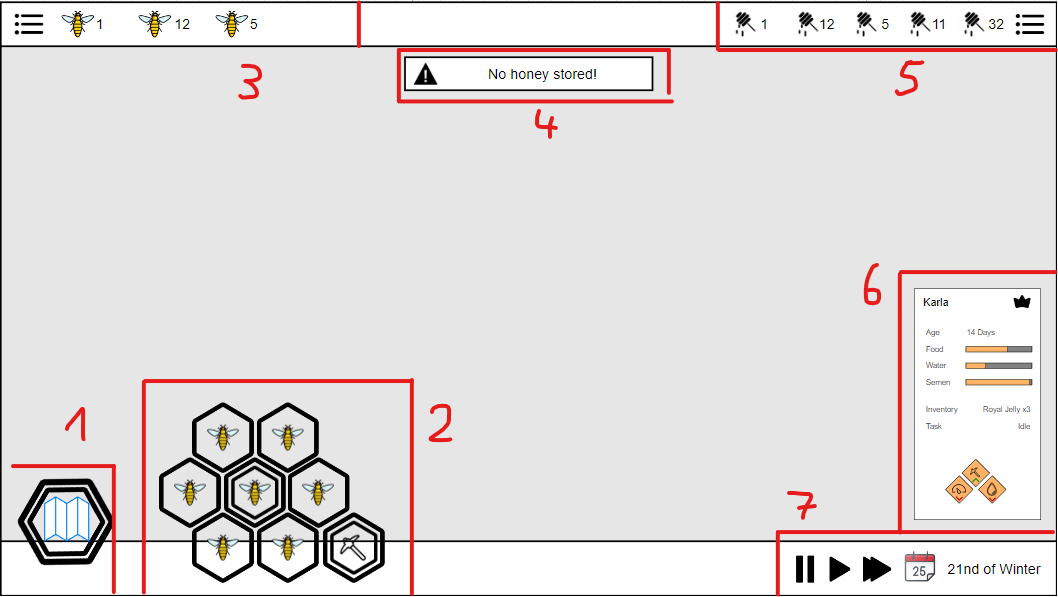 1 12 5
1 12 5 11 32
3
No honey stored!
4
5
6
Karla
Age 14 Days
Food
Water
Semen
Inventory Royal Jelly x3
Task Idle
1
2
7
25
21nd of Winter